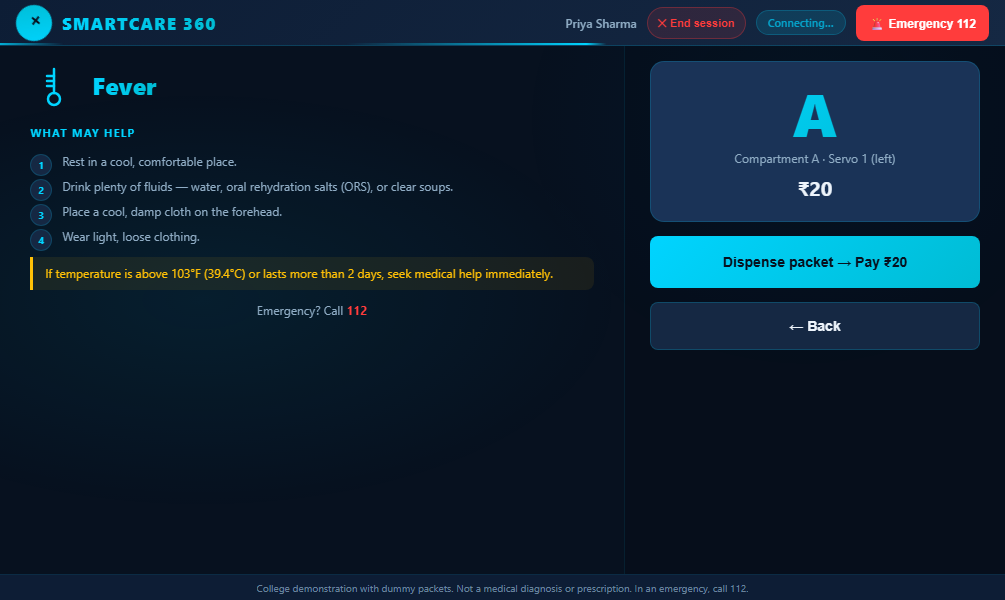 SMARTCARE 360
Priya Sharma
✕ End session
Connecting...
🚨 Emergency 112
Fever
WHAT MAY HELP
1 Rest in a cool, comfortable place.
2 Drink plenty of fluids — water, oral rehydration salts (ORS), or clear soups.
3 Place a cool, damp cloth on the forehead.
4 Wear light, loose clothing.
If temperature is above 103°F (39.4°C) or lasts more than 2 days, seek medical help immediately.
Emergency? Call 112
A
Compartment A · Servo 1 (left)
₹20
Dispense packet → Pay ₹20
← Back
College demonstration with dummy packets. Not a medical diagnosis or prescription. In an emergency, call 112.